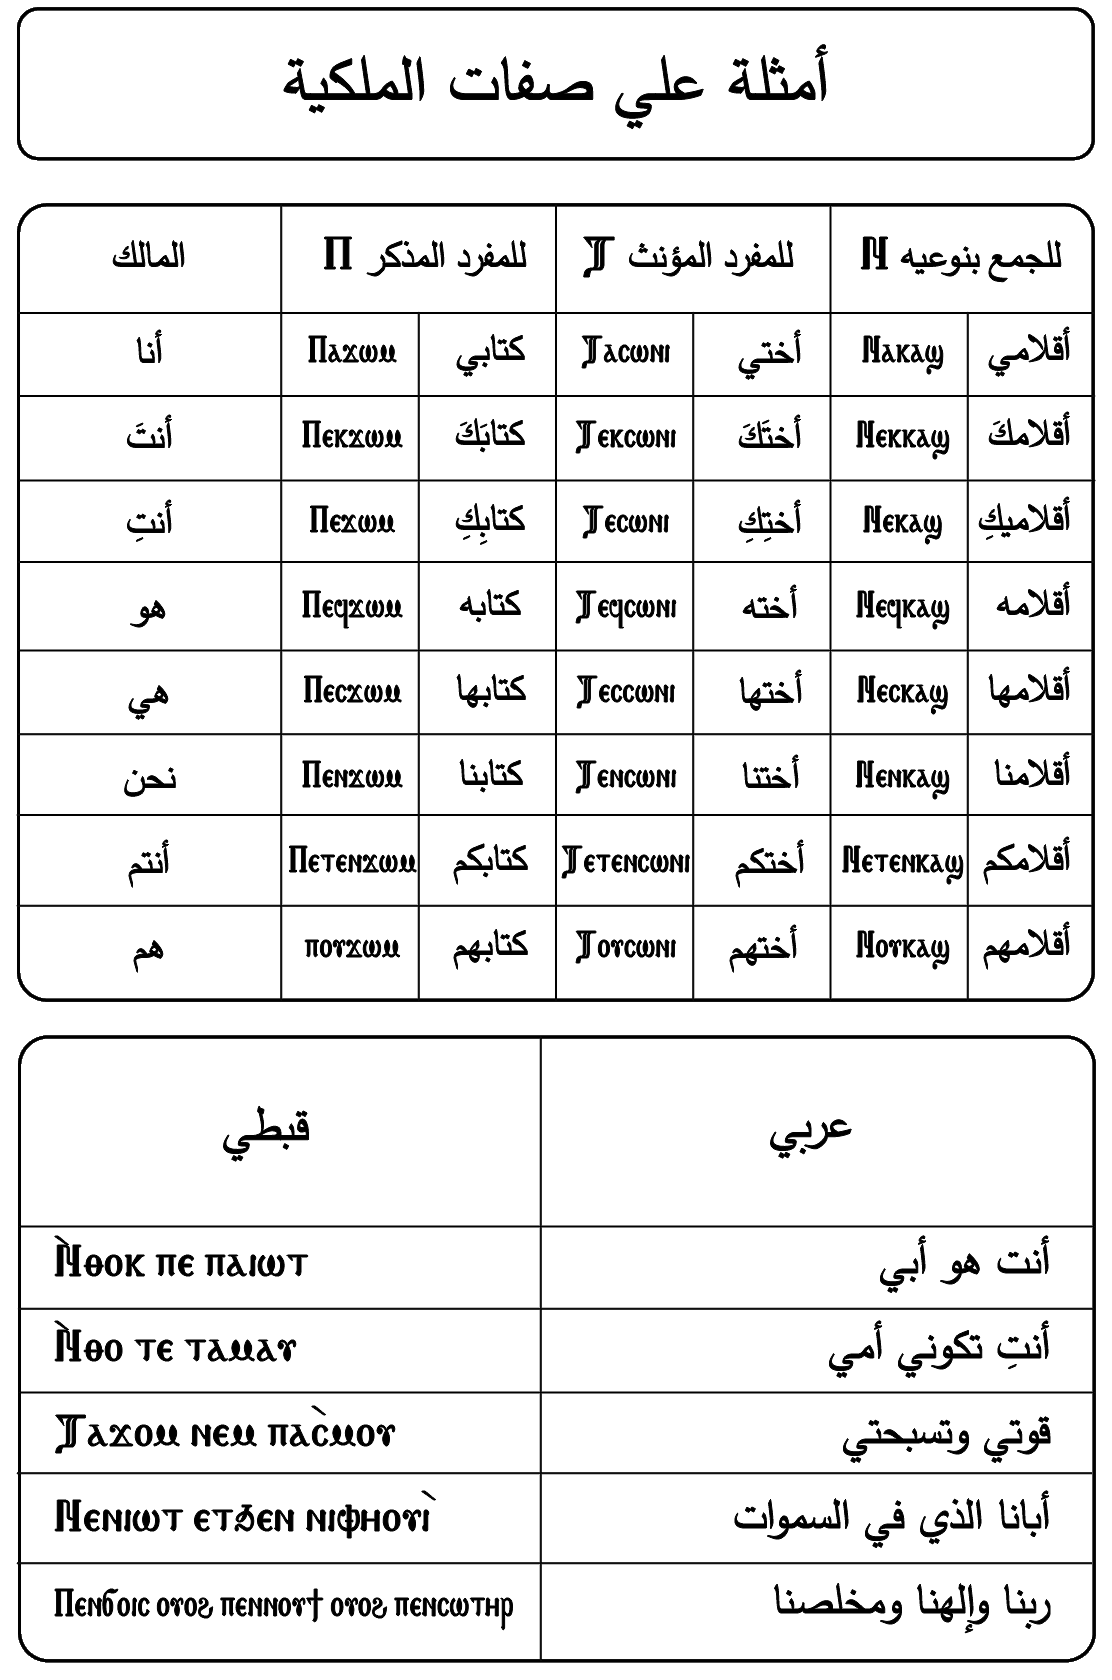 أمثلة علي صفات الملكية
للجمع بنوعيه Ⲛ للمفرد المؤنث Ⲧ للمفرد المذكر Ⲡ المالك
أقلامي Ⲛⲁⲕⲁϣ أختي Ⲧⲁⲥⲱⲛⲓ كتابي Ⲡⲁϫⲱⲙ أنا
أقلامكَ Ⲛⲉⲕⲕⲁϣ أختَكَ Ⲧⲉⲕⲥⲱⲛⲓ كتابَكَ Ⲡⲉⲕϫⲱⲙ أنتَ
أقلاميكِ Ⲛⲉⲕⲁϣ أختِكِ Ⲧⲉⲥⲱⲛⲓ كتابِكِ Ⲡⲉϫⲱⲙ أنتِ
أقلامه Ⲛⲉϥⲕⲁϣ أخته Ⲧⲉϥⲥⲱⲛⲓ كتابه Ⲡⲉϥϫⲱⲙ هو
أقلامها Ⲛⲉⲥⲕⲁϣ أختها Ⲧⲉⲥⲥⲱⲛⲓ كتابها Ⲡⲉⲥϫⲱⲙ هي
أقلامنا Ⲛⲉⲛⲕⲁϣ أختنا Ⲧⲉⲛⲥⲱⲛⲓ كتابنا Ⲡⲉⲛϫⲱⲙ نحن
أقلامكم Ⲛⲉⲧⲉⲛⲕⲁϣ أختكم Ⲧⲉⲧⲉⲛⲥⲱⲛⲓ كتابكم Ⲡⲉⲧⲉⲛϫⲱⲙ أنتم
أقلامهم Ⲛⲟⲩⲕⲁϣ أختهم Ⲧⲟⲩⲥⲱⲛⲓ كتابهم ⲡⲟⲩϫⲱⲙ هم
عربي قبطي
أنت هو أبي Ⲛ̀ⲑⲟⲕ ⲡⲉ ⲡⲁⲓⲱⲧ
أنتِ تكوني أمي Ⲛ̀ⲑⲟ ⲧⲉ ⲧⲁⲙⲁⲩ
قوتي وتسبحتي Ⲧⲁϫⲟⲙ ⲛⲉⲙ ⲡⲁⲥ̀ⲙⲟⲩ
أبانا الذي في السموات Ⲛⲉⲛⲓⲱⲧ ⲉⲧϧⲉⲛ ⲛⲓⲫⲏⲟⲩⲓ̀
ربنا وإلهنا ومخلصنا Ⲡⲉⲛϭⲟⲓⲥ ⲟⲩⲟϩ ⲡⲉⲛⲛⲟⲩϯ ⲟⲩⲟϩ ⲡⲉⲛⲥⲱⲧⲏⲣ